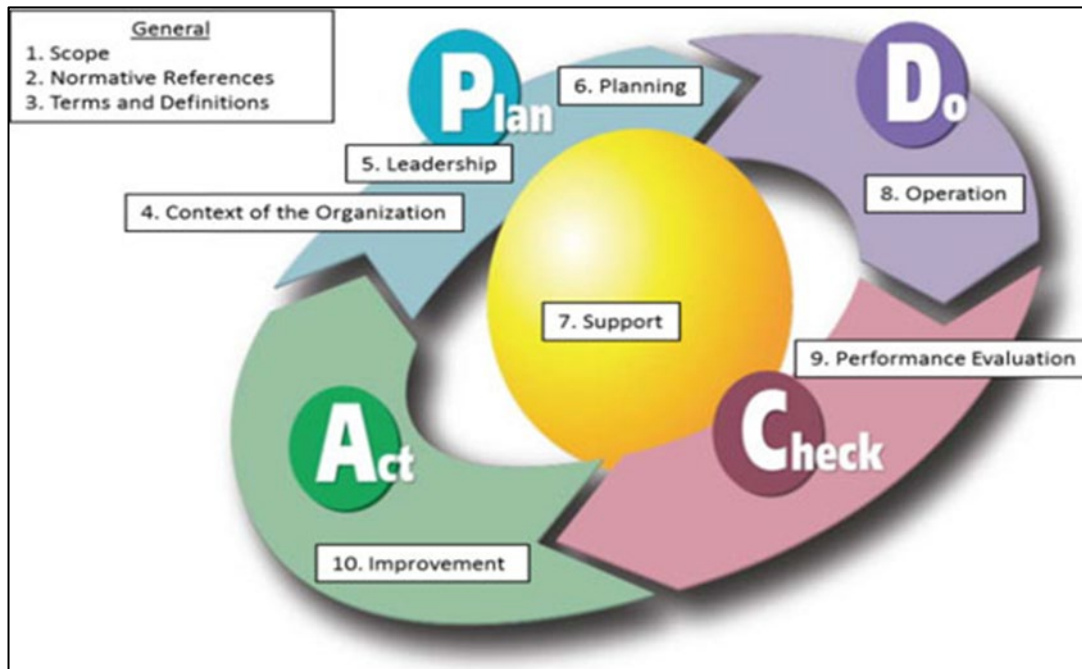 General
1. Scope
2. Normative References
3. Terms and Definitions
Plan
6. Planning
5. Leadership
4. Context of the Organization
Do
8. Operation
7. Support
9. Performance Evaluation
Check
Act
10. Improvement